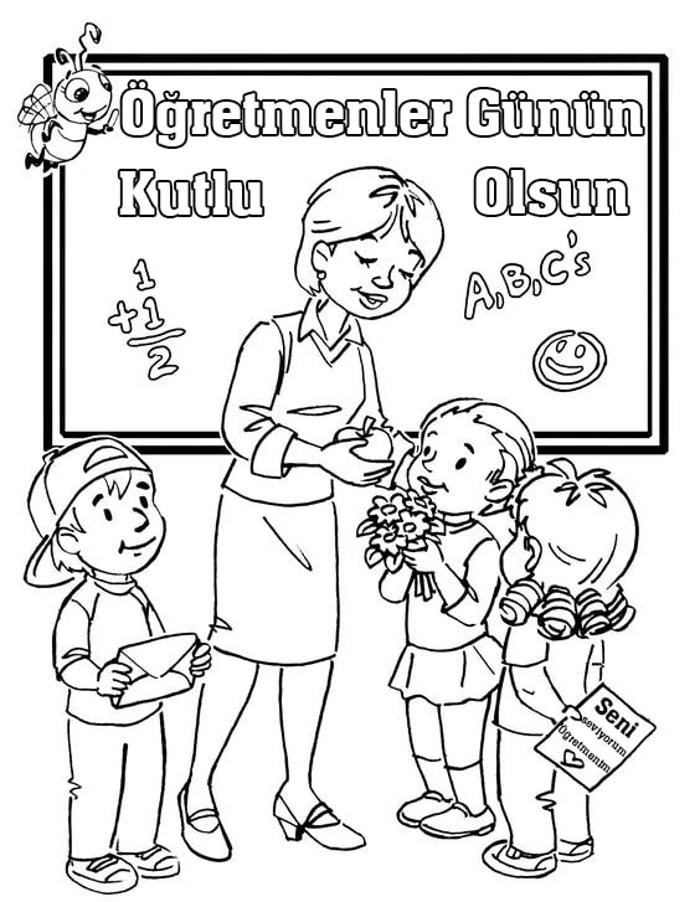 Öğretmenler Günün
Kutlu Olsun
A,B,C's
1
+1
2
Seni
seviyorum
Öğretmenim